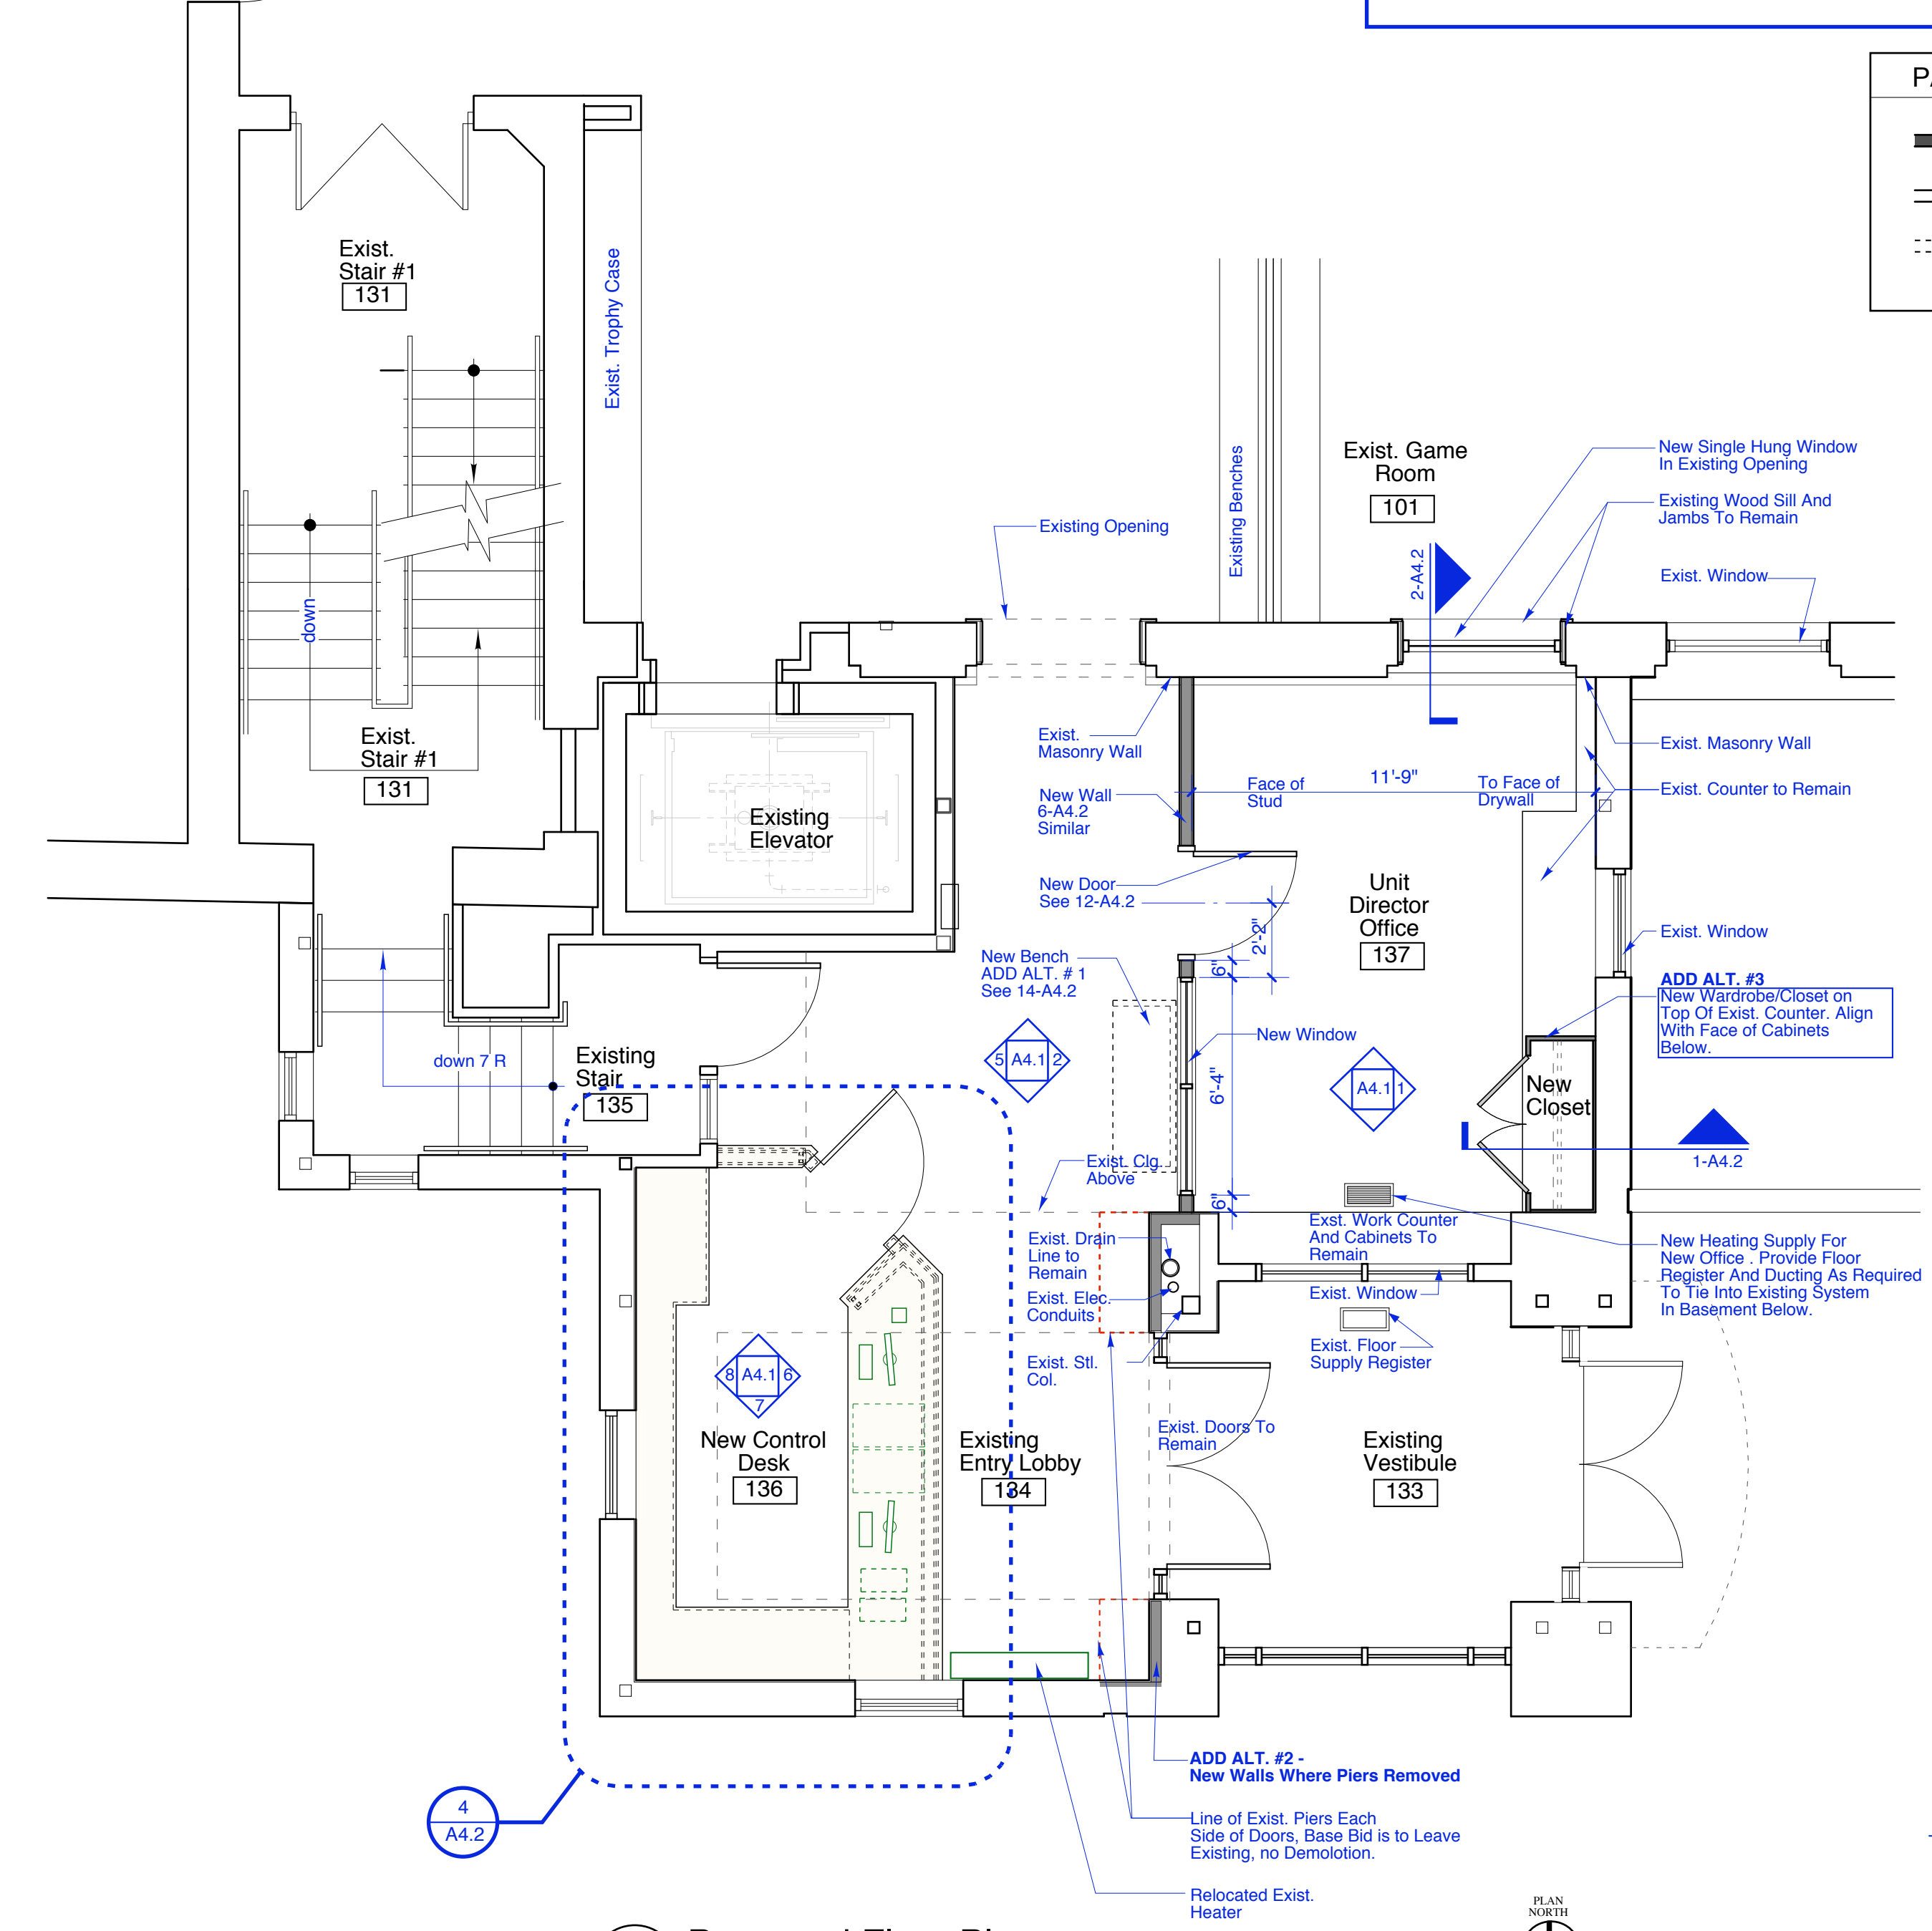 PA
Exist.
Stair #1
131
Exist. Trophy Case
down
Exist.
Stair #1
131
Existing
Elevator
Existing Benches
Exist. Game
Room
101
Existing Opening
2-A4.2
New Single Hung Window
In Existing Opening
Existing Wood Sill And
Jambs To Remain
Exist. Window
Exist.
Masonry Wall
New Wall
6-A4.2
Similar
Face of
Stud
11'-9"
To Face of
Drywall
Exist. Masonry Wall
Exist. Counter to Remain
New Door
See 12-A4.2
Unit
Director
Office
137
2'-2"
6"
New Bench
ADD ALT. # 1
See 14-A4.2
Exist. Window
ADD ALT. #3
New Wardrobe/Closet on
Top Of Exist. Counter. Align
With Face of Cabinets
Below.
New Window
6'-4"
5 A4.1 2
A4.1 1
New
Closet
1-A4.2
down 7 R
Existing
Stair
135
Exist. Clg.
Above
6"
Exist. Drain
Line to
Remain
Exist. Elec.
Conduits
Exist. Stl.
Col.
Exst. Work Counter
And Cabinets To
Remain
Exist. Window
Exist. Floor
Supply Register
New Heating Supply For
New Office . Provide Floor
Register And Ducting As Required
To Tie Into Existing System
In Basement Below.
8 A4.1 6
7
New Control
Desk
136
Existing
Entry Lobby
134
Exist. Doors To
Remain
Existing
Vestibule
133
4
A4.2
ADD ALT. #2 -
New Walls Where Piers Removed
Line of Exist. Piers Each
Side of Doors, Base Bid is to Leave
Existing, no Demolotion.
Relocated Exist.
Heater
PLAN
NORTH